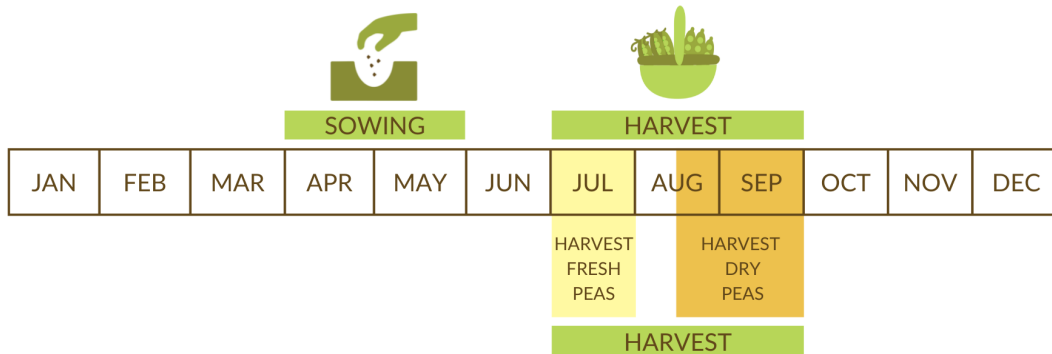 SOWING HARVEST
JAN FEB MAR APR MAY JUN JUL AUG SEP OCT NOV DEC
HARVEST
FRESH
PEAS
HARVEST
DRY
PEAS
HARVEST